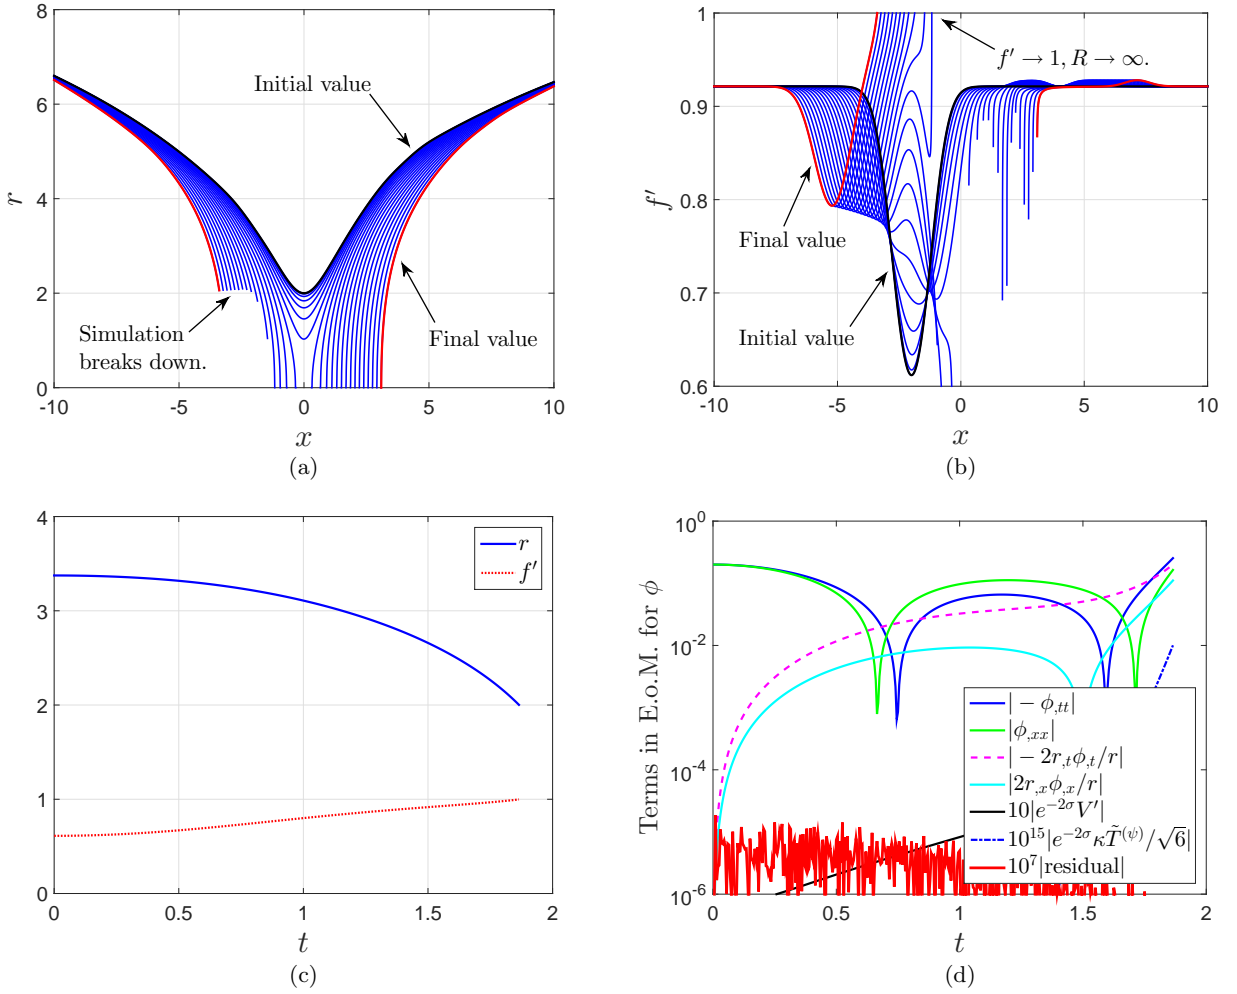 8
6
4
2
0
-10
-5
0
5
10
r
x
Initial value
Simulation
breaks down.
Final value
(a)
1
0.9
0.8
0.7
0.6
-10
-5
0
5
10
f′
x
f′ → 1, R → ∞.
Final value
Initial value
(b)
4
3
2
1
0
0
0.5
1
1.5
2
t
r
f′
(c)
10^0
10^-2
10^-4
10^-6
0
0.5
1
1.5
2
Terms in E.o.M. for ϕ
t
|−ϕ,tt|
|ϕ,xx|
|−2r,tϕ,t/r|
|2r,xϕ,x/r|
10|e^{−2σ}V′|
10^{15}|e^{−2σ}κT̃^{(ψ)}/√6|
10^7|residual|
(d)